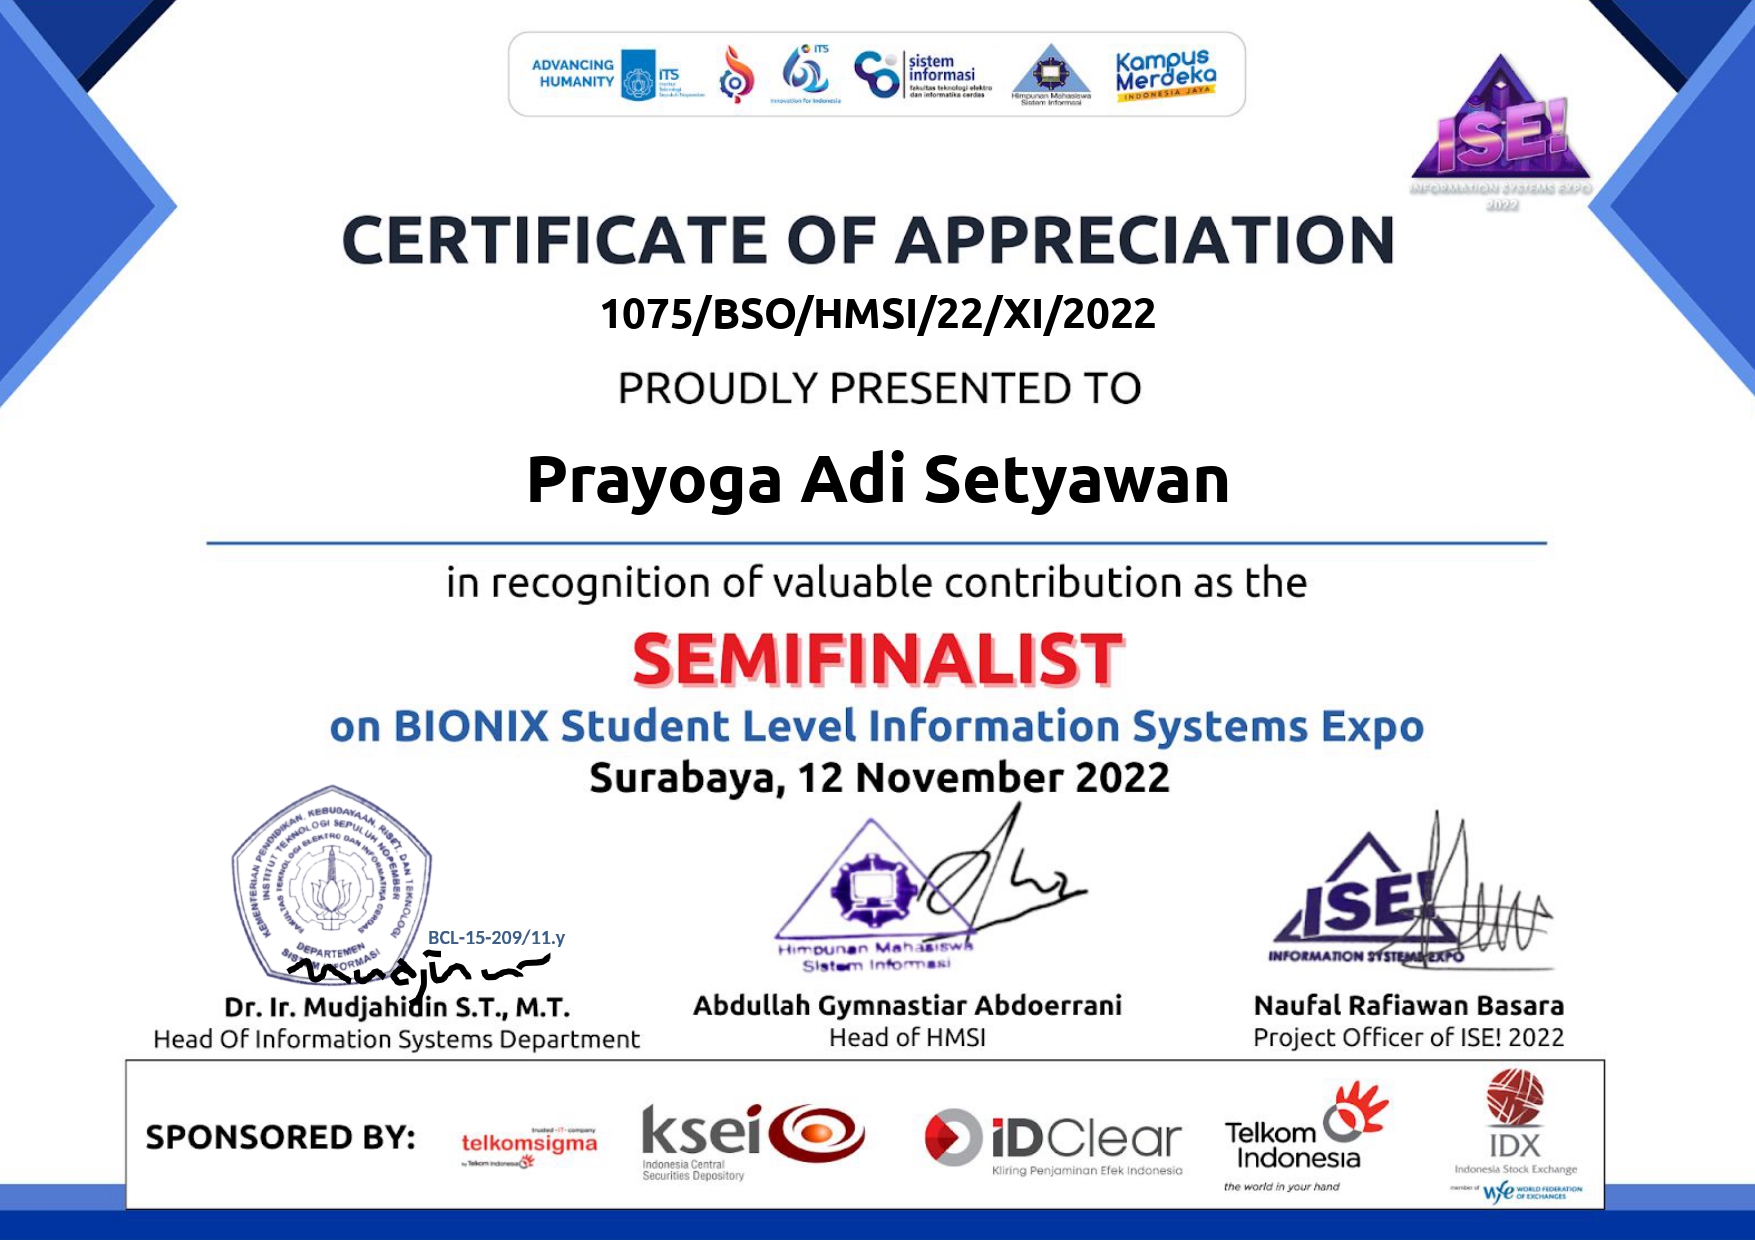 ADVANCING
HUMANITY
ITS
Institut
Teknologi
Sepuluh Nopember
ITS
Innovation for Indonesia
sistem
informasi
fakultas teknologi elektro
dan informatika cerdas
Himpunan Mahasiswa
Sistem Informasi
Kampus
Merdeka
INDONESIA JAYA
ISE!
INFORMATION SYSTEMS EXPO
2022
CERTIFICATE OF APPRECIATION
1075/BSO/HMSI/22/XI/2022
PROUDLY PRESENTED TO
Prayoga Adi Setyawan
in recognition of valuable contribution as the
SEMIFINALIST
on BIONIX Student Level Information Systems Expo
Surabaya, 12 November 2022
KEMENTERIAN PENDIDIKAN, KEBUDAYAAN, RISET, DAN TEKNOLOGI
INSTITUT TEKNOLOGI SEPULUH NOPEMBER
FAKULTAS TEKNOLOGI ELEKTRO DAN INFORMATIKA CERDAS
DEPARTEMEN
SISTEM INFORMASI
BCL-15-209/11.y
Himpunan Mahasiswa
Sistem Informasi
ISE!
INFORMATION SYSTEMS EXPO
Dr. Ir. Mudjahidin S.T., M.T.
Head Of Information Systems Department
Abdullah Gymnastiar Abdoerrani
Head of HMSI
Naufal Rafiawan Basara
Project Officer of ISE! 2022
SPONSORED BY:
trusted -IT- company
telkomsigma
by Telkom Indonesia
ksei
Indonesia Central
Securities Depository
iDClear
Kliring Penjaminan Efek Indonesia
Telkom
Indonesia
the world in your hand
IDX
Indonesia Stock Exchange
member of wfe WORLD FEDERATION
OF EXCHANGES